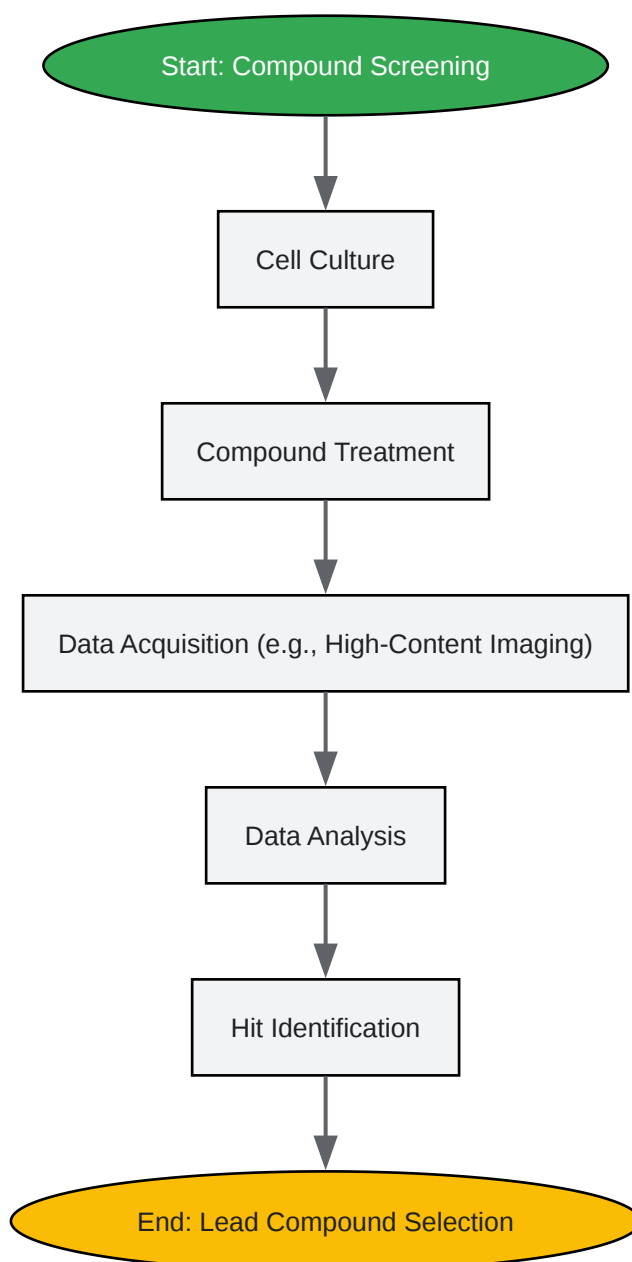 Start: Compound Screening
Cell Culture
Compound Treatment
Data Acquisition (e.g., High-Content Imaging)
Data Analysis
Hit Identification
End: Lead Compound Selection